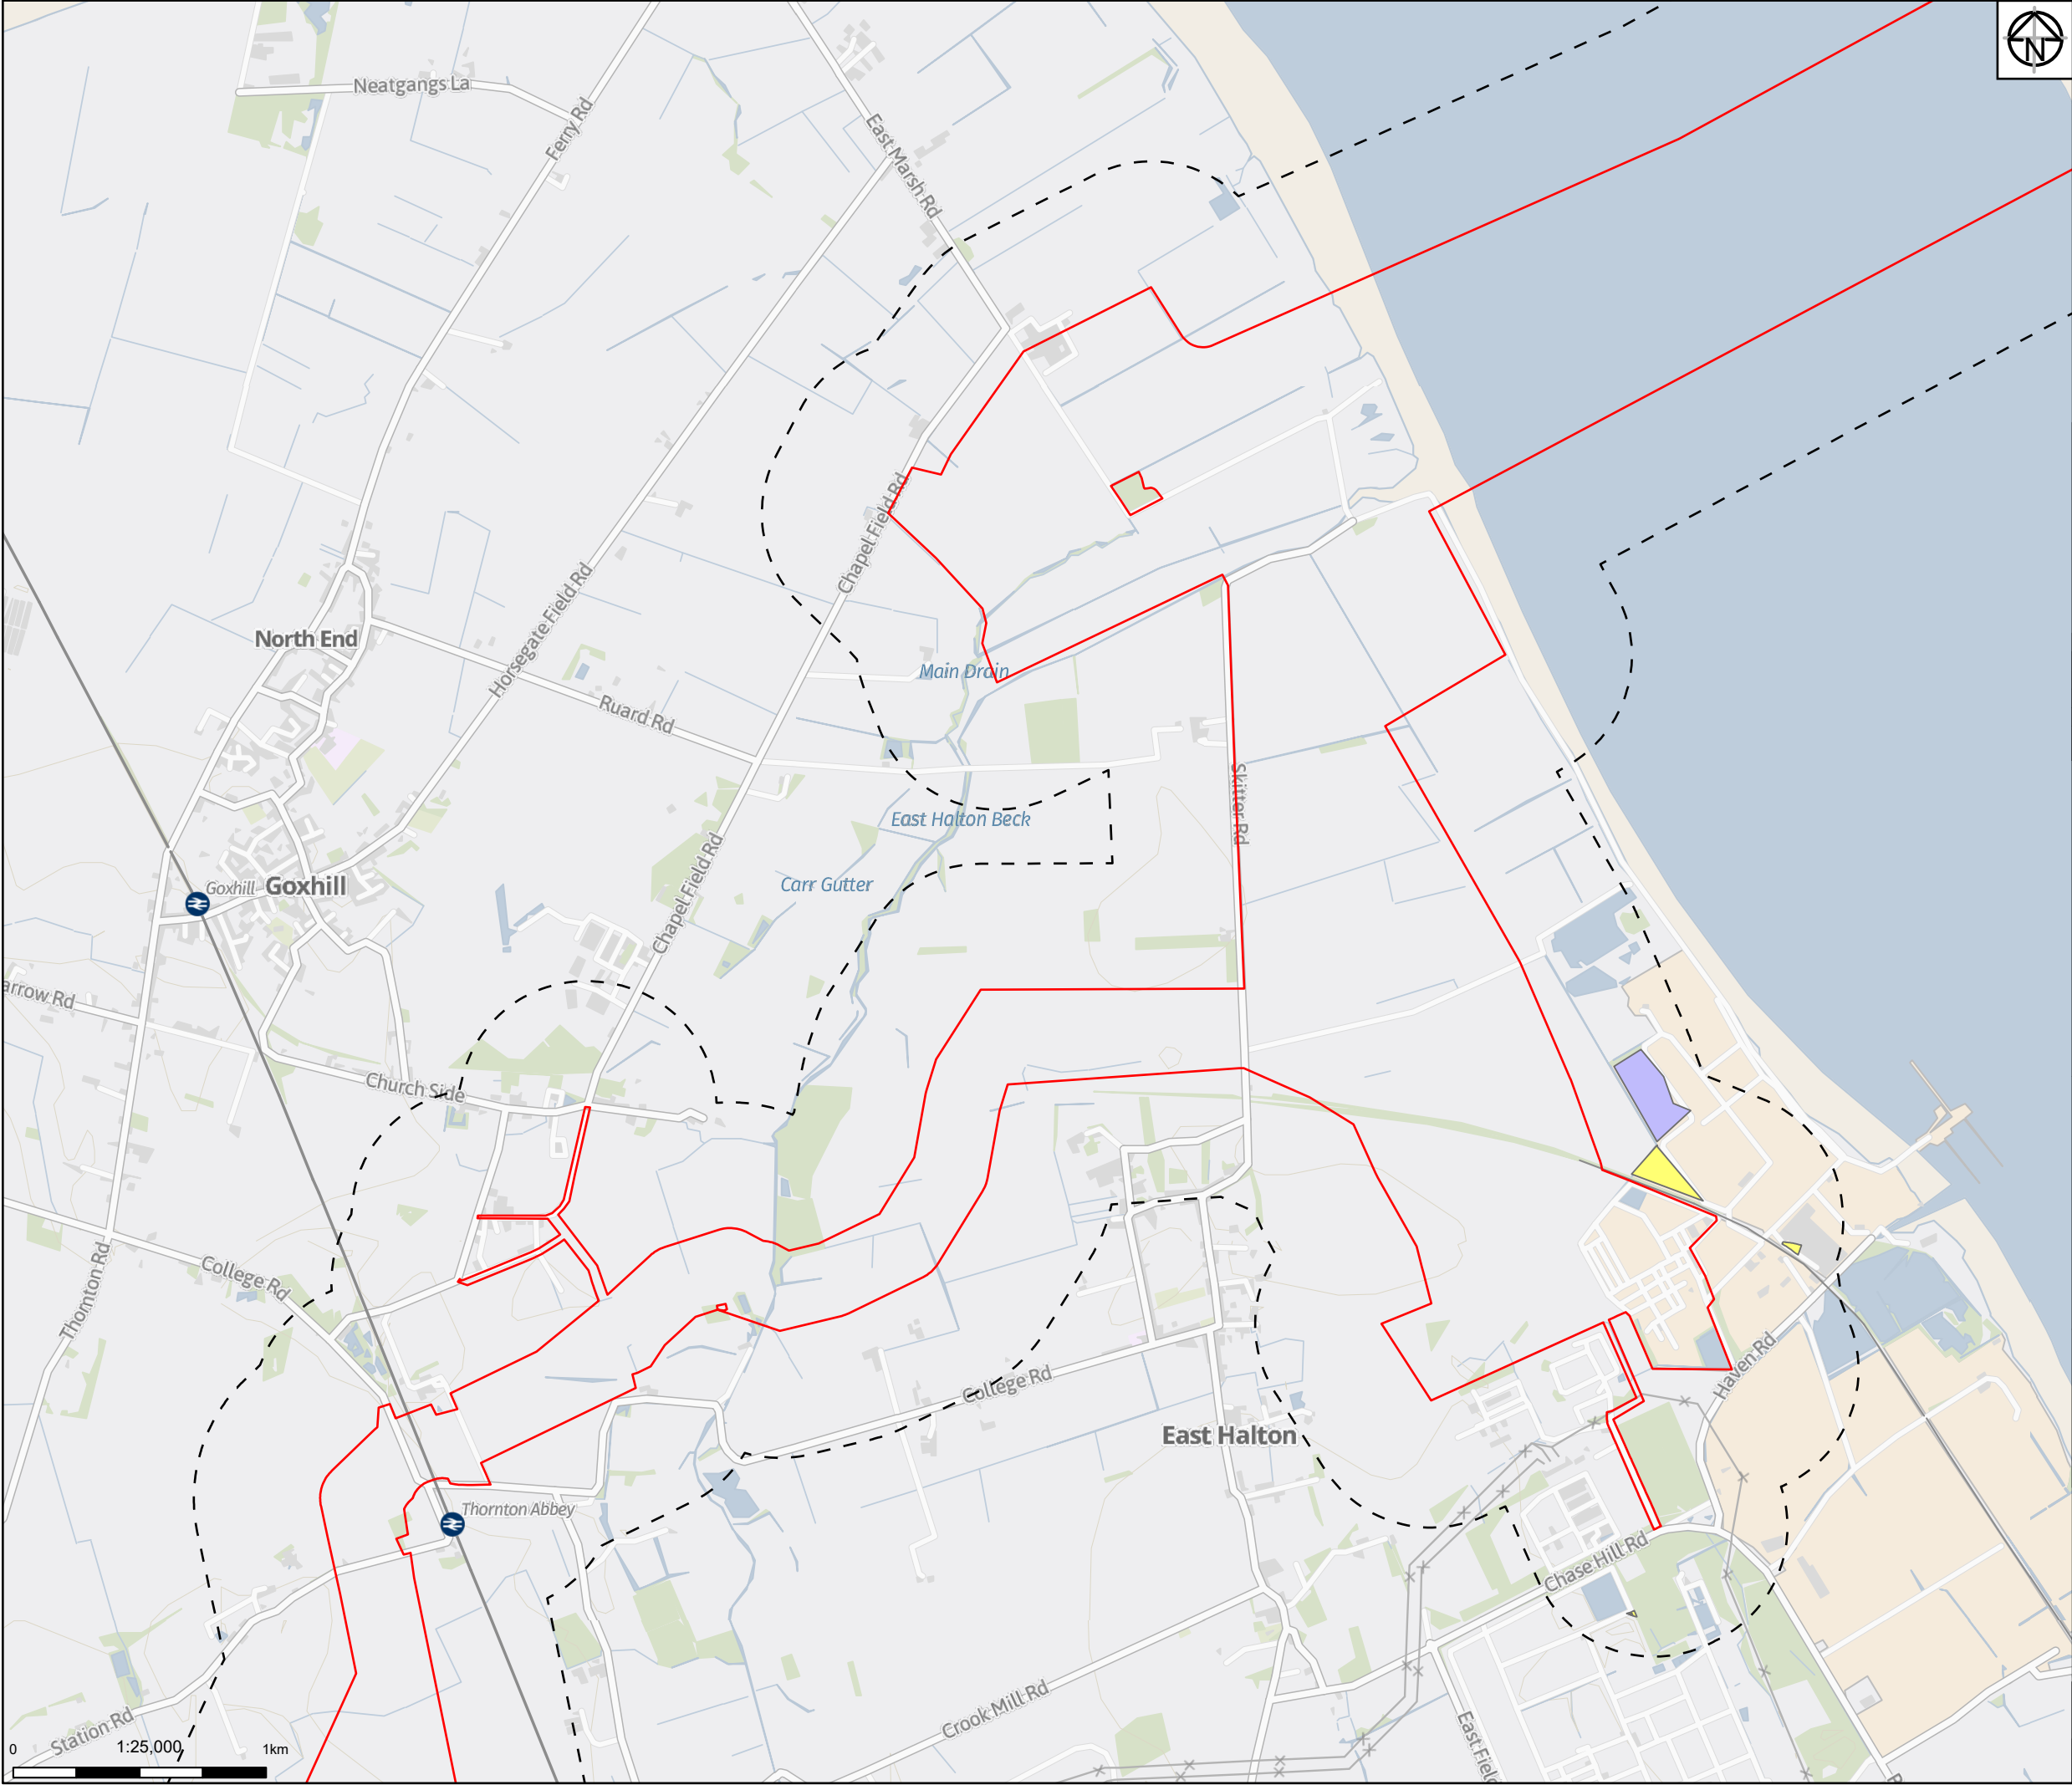 N
Neatgangs La
Ferry Rd
East Marsh Rd
Chapel Field Rd
Horsegate Field Rd
North End
Ruard Rd
Main Drain
Skitter Rd
East Halton Beck
Carr Gutter
Goxhill
Goxhill
Chapel Field Rd
arrow Rd
Church Side
College Rd
Thornton Rd
Haven Rd
College Rd
East Halton
Thornton Abbey
Chase Hill Rd
Crook Mill Rd
Station Rd
East Field
0
1:25,000
1km